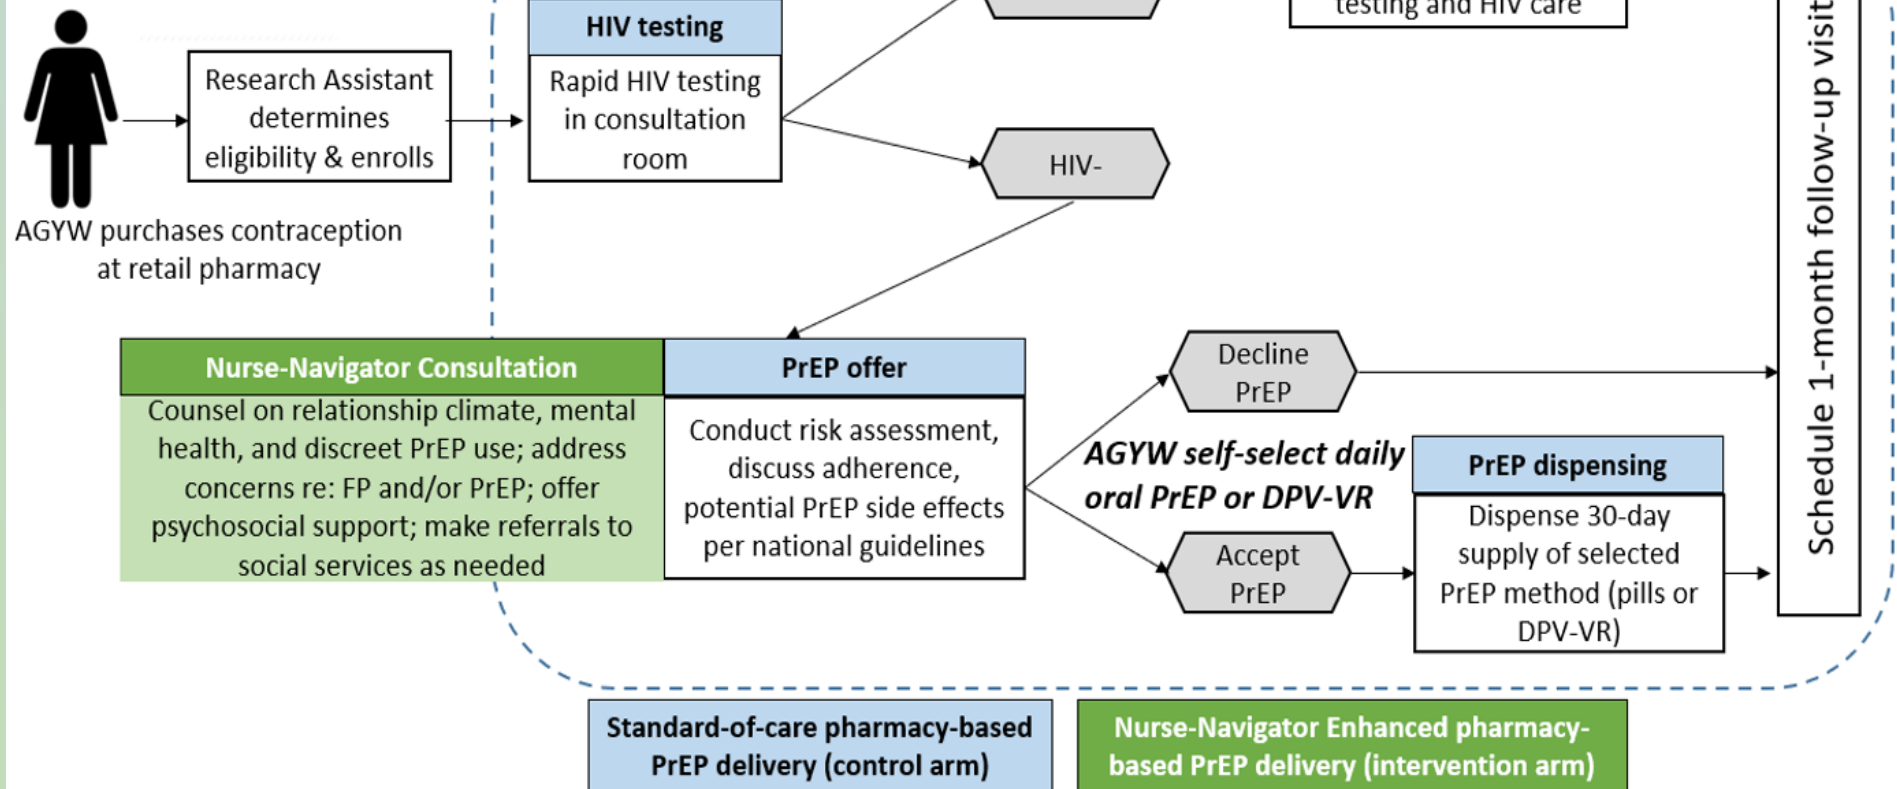 HIV testing
testing and HIV care
Research Assistant
determines
eligibility & enrolls
Rapid HIV testing
in consultation
room
HIV-
AGYW purchases contraception
at retail pharmacy
Nurse-Navigator Consultation
Counsel on relationship climate, mental
health, and discreet PrEP use; address
concerns re: FP and/or PrEP; offer
psychosocial support; make referrals to
social services as needed
PrEP offer
Conduct risk assessment,
discuss adherence,
potential PrEP side effects
per national guidelines
Decline
PrEP
AGYW self-select daily
oral PrEP or DPV-VR
Accept
PrEP
PrEP dispensing
Dispense 30-day
supply of selected
PrEP method (pills or
DPV-VR)
Schedule 1-month follow-up visit
Standard-of-care pharmacy-based
PrEP delivery (control arm)
Nurse-Navigator Enhanced pharmacy-
based PrEP delivery (intervention arm)